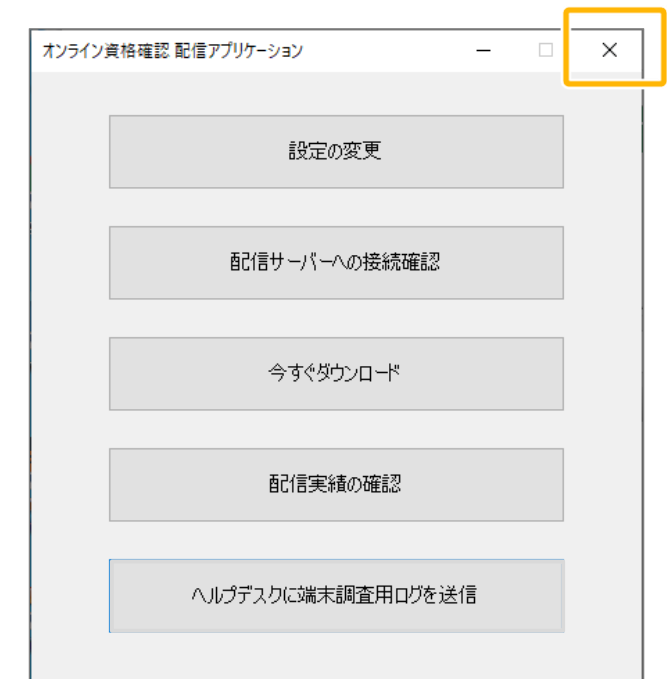 オンライン資格確認 配信アプリケーション
設定の変更
配信サーバーへの接続確認
今すぐダウンロード
配信実績の確認
ヘルプデスクに端末調査用ログを送信